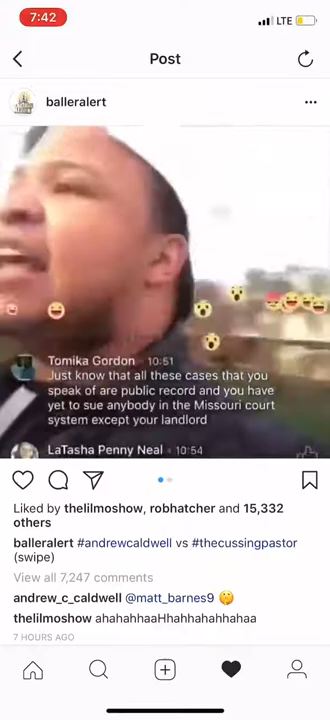 7:42
LTE
Post
balleralert
Tomika Gordon · 10:51
Just know that all these cases that you
speak of are public record and you have
yet to sue anybody in the Missouri court
system except your landlord
LaTasha Penny Neal · 10:54
Liked by thelilmoshow, robhatcher and 15,332
others
balleralert #andrewcaldwell vs #thecussingpastor
(swipe)
View all 7,247 comments
andrew_c_caldwell @matt_barnes9 🤔
thelilmoshow ahahahhaaHhahhahahhahaa
7 HOURS AGO